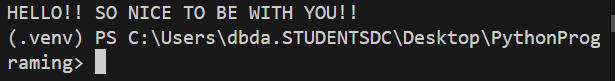 HELLO!! SO NICE TO BE WITH YOU!!
(.venv) PS C:\Users\dbda.STUDENTSDC\Desktop\PythonProg
raming>